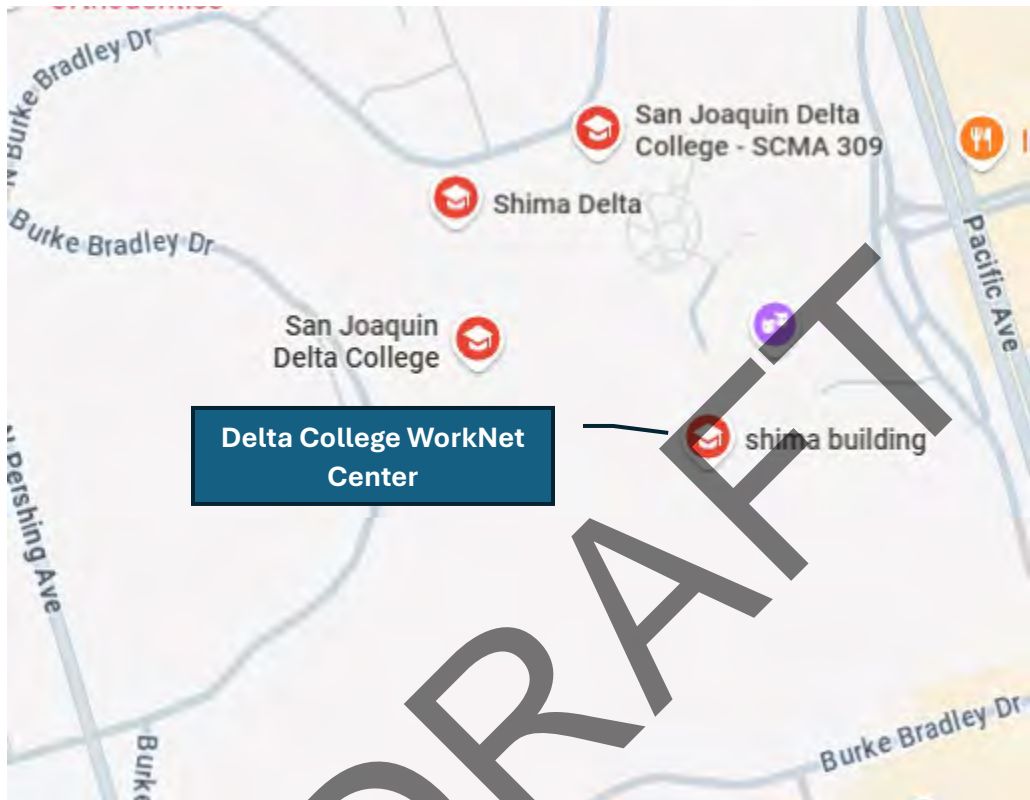 N Burke Bradley Dr
San Joaquin Delta
College - SCMA 309
Shima Delta
Burke Bradley Dr
Pacific Ave
San Joaquin
Delta College
Delta College WorkNet
Center
shima building
N Pershing Ave
Burke Bradley Dr
Burke
DRAFT